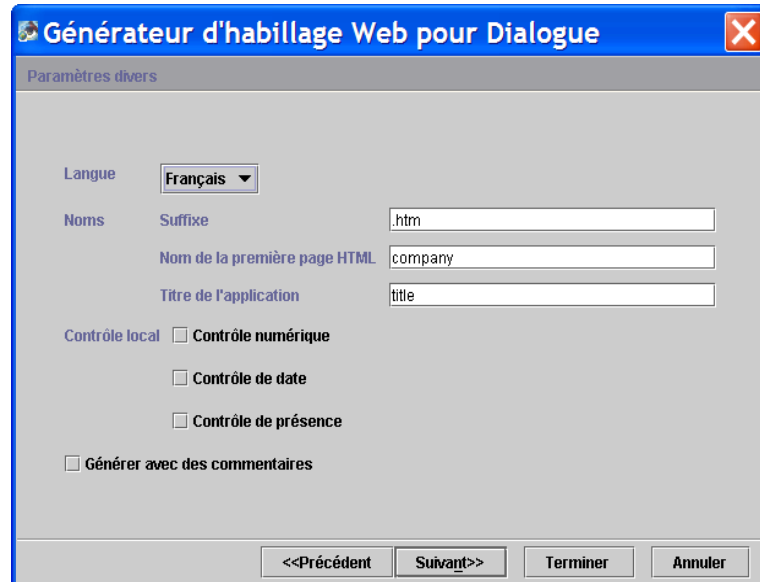 Générateur d'habillage Web pour Dialogue
Paramètres divers
Langue Français
Noms Suffixe .htm
Nom de la première page HTML company
Titre de l'application title
Contrôle local Contrôle numérique
Contrôle de date
Contrôle de présence
Générer avec des commentaires
<<Précédent Suivant>> Terminer Annuler